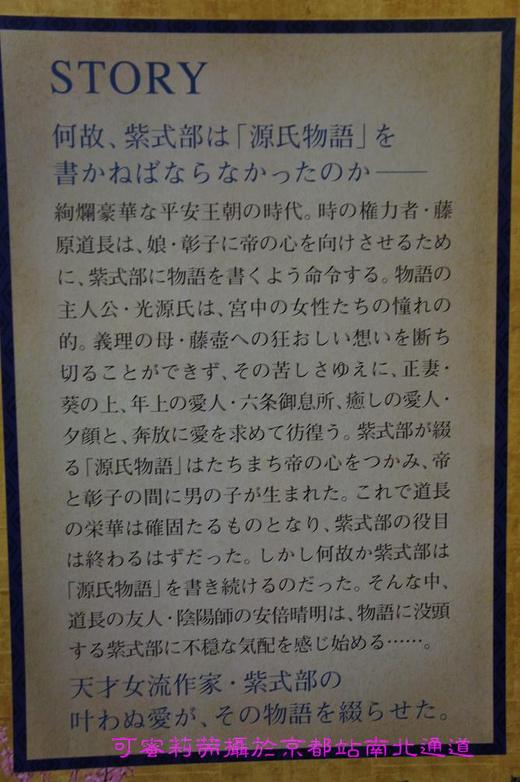 STORY
何故、紫式部は「源氏物語」を
書かねばならなかったのか――
絢爛豪華な平安王朝の時代。時の権力者・藤
原道長は、娘・彰子に帝の心を向けさせるため
に、紫式部に物語を書くよう命令する。物語の
主人公・光源氏は、宮中の女性たちの憧れの
的。義理の母・藤壺への狂おしい想いを断ち
切ることができず、その苦しさゆえに、正妻・
葵の上、年上の愛人・六条御息所、癒しの愛人・
夕顔と、奔放に愛を求めて彷徨う。紫式部が綴
る「源氏物語」はたちまち帝の心をつかみ、帝
と彰子の間に男の子が生まれた。これで道長
の栄華は確固たるものとなり、紫式部の役目
は終わるはずだった。しかし何故か紫式部は
「源氏物語」を書き続けるのだった。そんな中、
道長の友人・陰陽師の安倍晴明は、物語に没頭
する紫式部に不穏な気配を感じ始める……。
天才女流作家・紫式部の
叶わぬ愛が、その物語を綴らせた。
可蜜莉蒂攝於京都站南北通道